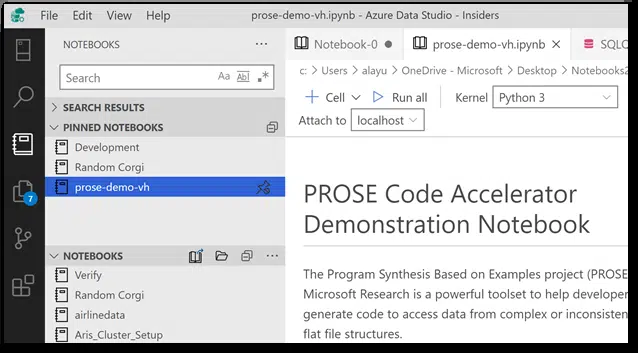 File Edit View Help prose-demo-vh.ipynb - Azure Data Studio - Insiders
NOTEBOOKS ...
Search Aa Abl .*
SEARCH RESULTS
PINNED NOTEBOOKS
Development
Random Corgi
prose-demo-vh
7
NOTEBOOKS ...
Verify
Random Corgi
airlinedata
Aris_Cluster_Setup
Notebook-0 prose-demo-vh.ipynb SQLQ
c: > Users > alayu > OneDrive - Microsoft > Desktop > Notebooks2
+ Cell Run all Kernel Python 3
Attach to localhost
PROSE Code Accelerator
Demonstration Notebook
The Program Synthesis Based on Examples project (PROSE
Microsoft Research is a powerful toolset to help developer
generate code to access data from complex or inconsisten
flat file structures.